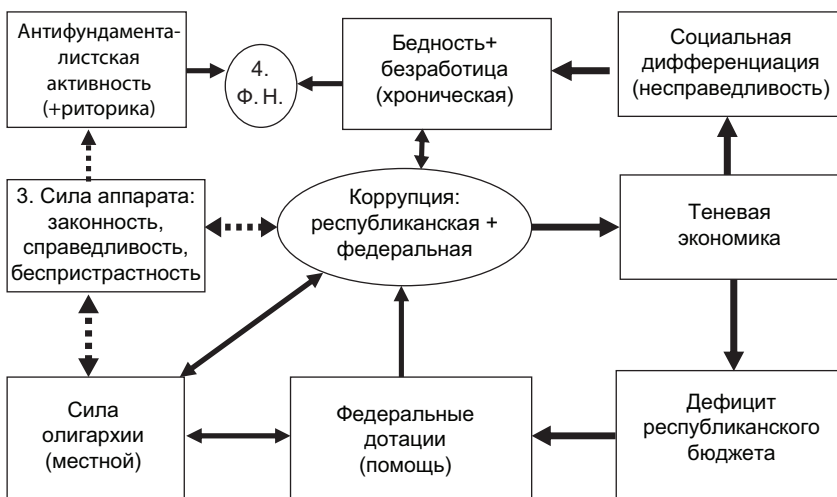 Антифундамента-
листская
активность
(+риторика)
4.
Ф. Н.
Бедность+
безработица
(хроническая)
Социальная
дифференциация
(несправедливость)
3. Сила аппарата:
законность,
справедливость,
беспристрастность
Коррупция:
республиканская +
федеральная
Теневая
экономика
Сила
олигархии
(местной)
Федеральные
дотации
(помощь)
Дефицит
республиканского
бюджета